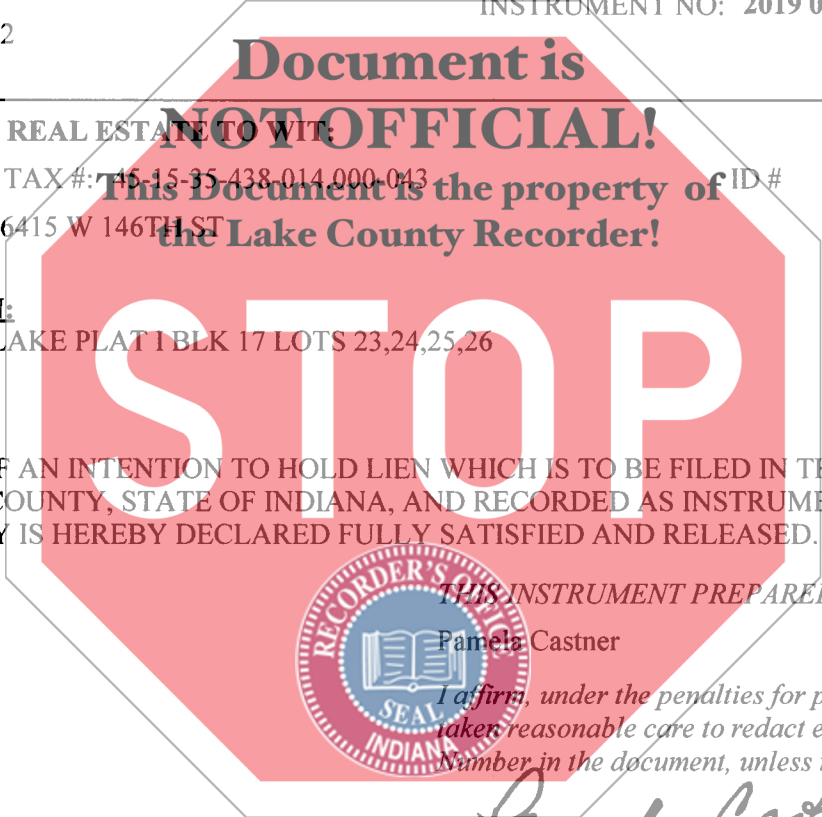 INSTRUMENT NO: 2019 0
2
Document is
NOT OFFICIAL!
REAL ESTATE TO WIT:
TAX #: 45-15-35-438-014.000-043 ID #
This Document is the property of
6415 W 146TH ST
the Lake County Recorder!
LAKE PLAT 1 BLK 17 LOTS 23,24,25,26
STOP
F AN INTENTION TO HOLD LIEN WHICH IS TO BE FILED IN TH
COUNTY, STATE OF INDIANA, AND RECORDED AS INSTRUME
Y IS HEREBY DECLARED FULLY SATISFIED AND RELEASED.
RECORDER'S OFFICE
SEAL
INDIANA
THIS INSTRUMENT PREPARE
Pamela Castner
I affirm, under the penalties for p
taken reasonable care to redact e
Number in the document, unless